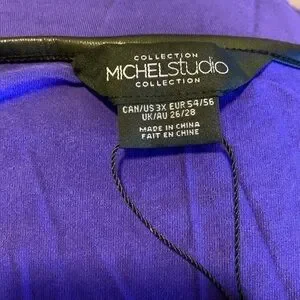 COLLECTION
MICHELstudio
COLLECTION
CAN/US 3X EUR 54/56
UK/AU 26/28
MADE IN CHINA
FAIT EN CHINE